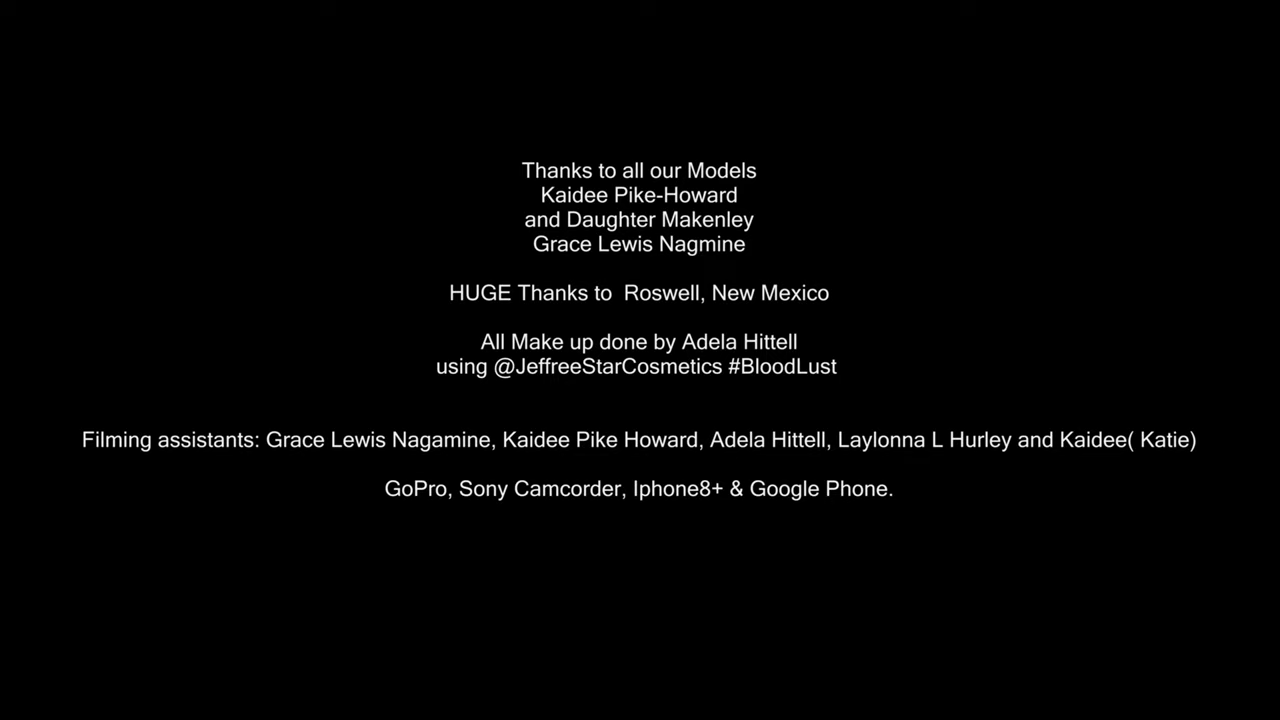 Thanks to all our Models
Kaidee Pike-Howard
and Daughter Makenley
Grace Lewis Nagmine
HUGE Thanks to  Roswell, New Mexico
All Make up done by Adela Hittell
using @JeffreeStarCosmetics #BloodLust
Filming assistants: Grace Lewis Nagamine, Kaidee Pike Howard, Adela Hittell, Laylonna L Hurley and Kaidee( Katie)
GoPro, Sony Camcorder, Iphone8+ & Google Phone.